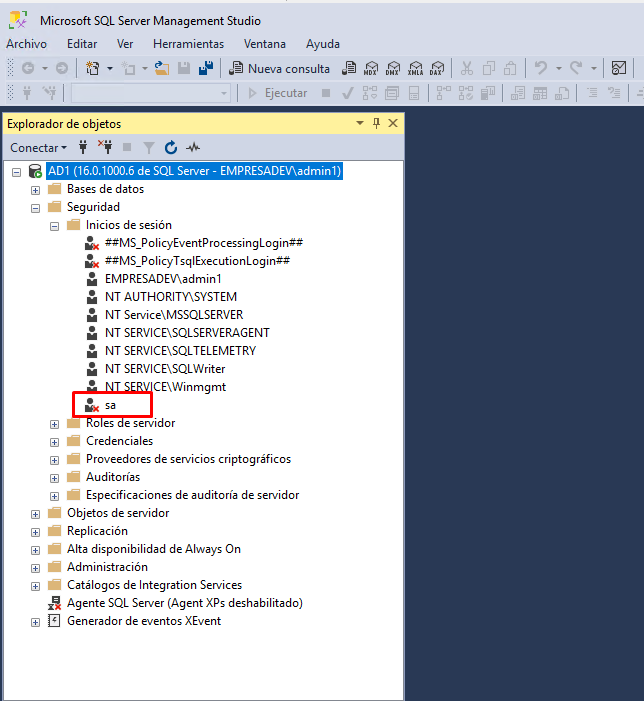 Microsoft SQL Server Management Studio
Archivo Editar Ver Herramientas Ventana Ayuda
Nueva consulta MDX DMX XMLA DAX
Ejecutar
Explorador de objetos
Conectar
AD1 (16.0.1000.6 de SQL Server - EMPRESADEV\admin1)
Bases de datos
Seguridad
Inicios de sesión
##MS_PolicyEventProcessingLogin##
##MS_PolicyTsqlExecutionLogin##
EMPRESADEV\admin1
NT AUTHORITY\SYSTEM
NT Service\MSSQLSERVER
NT SERVICE\SQLSERVERAGENT
NT SERVICE\SQLTELEMETRY
NT SERVICE\SQLWriter
NT SERVICE\Winmgmt
sa
Roles de servidor
Credenciales
Proveedores de servicios criptográficos
Auditorías
Especificaciones de auditoría de servidor
Objetos de servidor
Replicación
Alta disponibilidad de Always On
Administración
Catálogos de Integration Services
Agente SQL Server (Agent XPs deshabilitado)
Generador de eventos XEvent